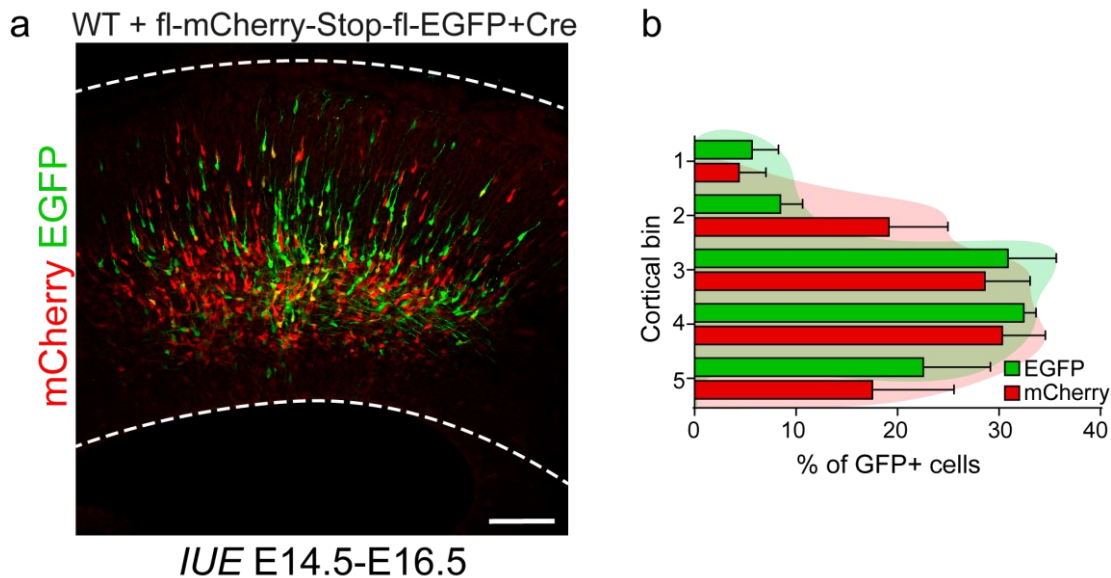 a
WT + fl-mCherry-Stop-fl-EGFP+Cre
mCherry EGFP
IUE E14.5-E16.5
b
Cortical bin
1
2
3
4
5
EGFP
mCherry
0 10 20 30 40
% of GFP+ cells